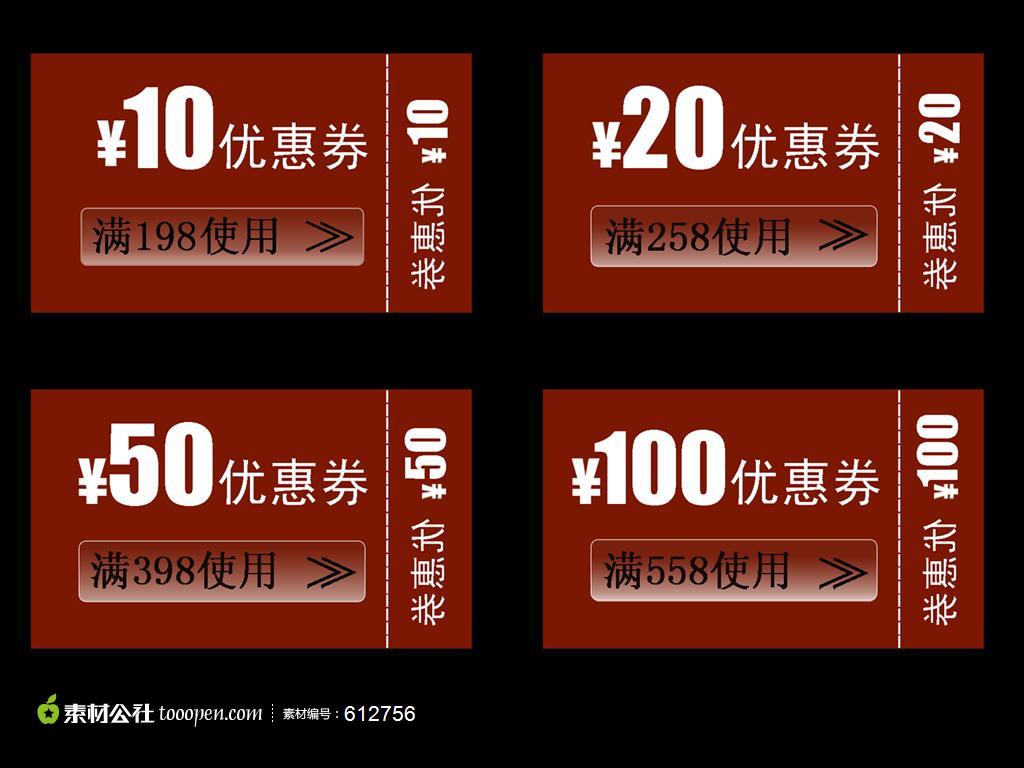 ¥10优惠券
满198使用 >>
优惠券 ¥10
¥20优惠券
满258使用 >>
优惠券 ¥20
¥50优惠券
满398使用 >>
优惠券 ¥50
¥100优惠券
满558使用 >>
优惠券 ¥100
素材公社 tooopen.com 素材编号：612756